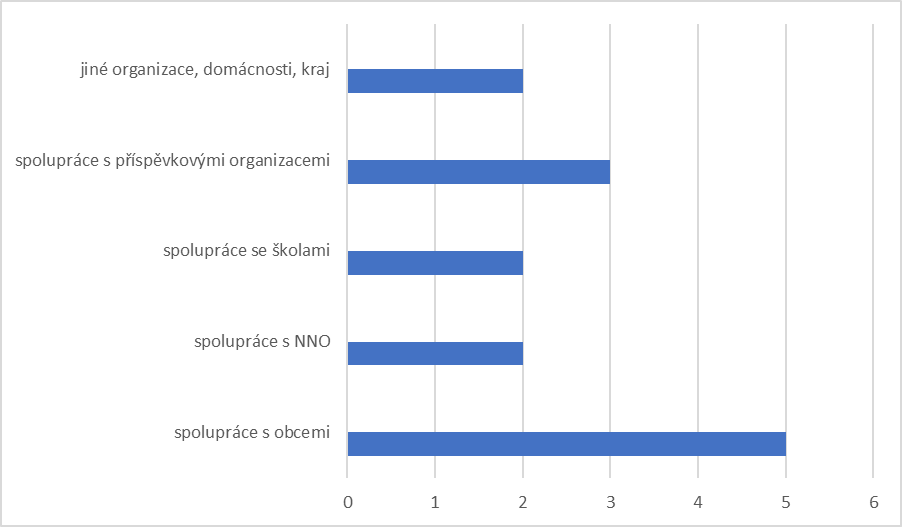 jiné organizace, domácnosti, kraj
spolupráce s příspěvkovými organizacemi
spolupráce se školami
spolupráce s NNO
spolupráce s obcemi
0 1 2 3 4 5 6